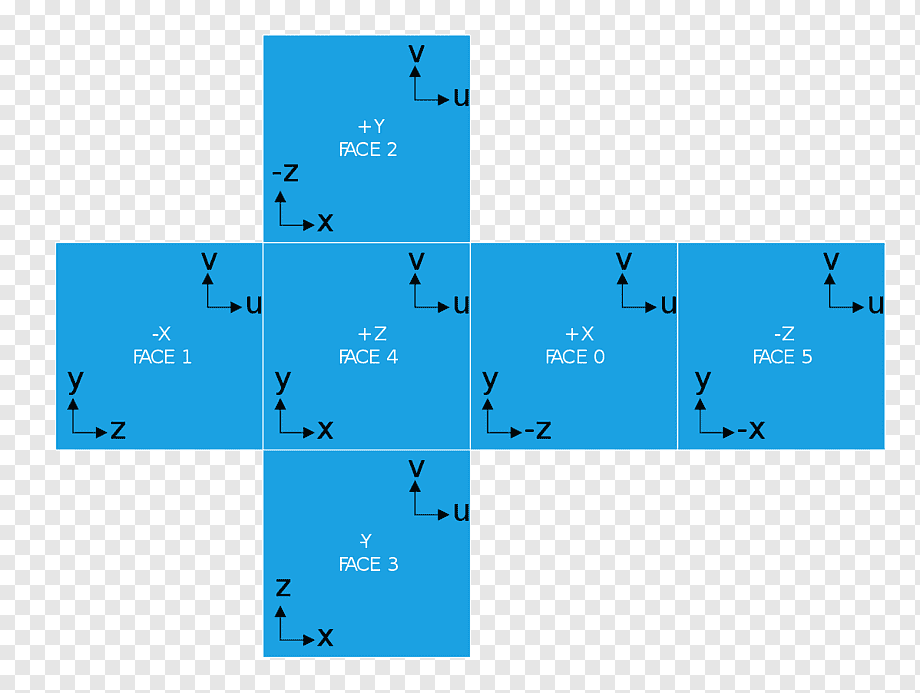 v
u
+Y
FACE 2
-z
x
v
u
-X
FACE 1
y
z
v
u
+Z
FACE 4
y
x
v
u
+X
FACE 0
y
-z
v
u
-Z
FACE 5
y
-x
v
u
-Y
FACE 3
z
x